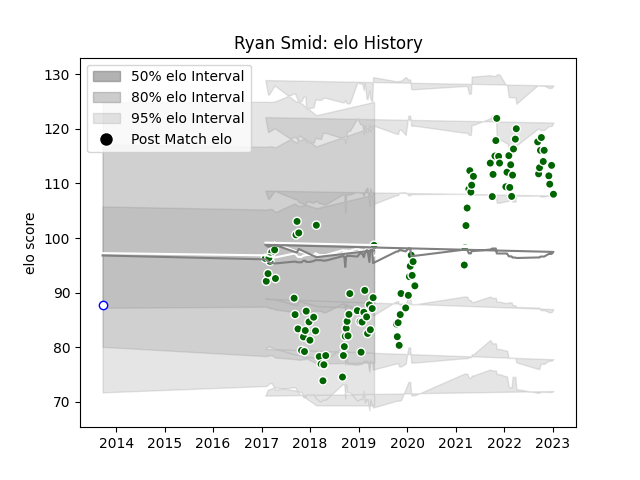 Ryan Smid: elo History
50% elo Interval
80% elo Interval
95% elo Interval
Post Match elo
elo score
130
120
110
100
90
80
70
2014 2015 2016 2017 2018 2019 2020 2021 2022 2023